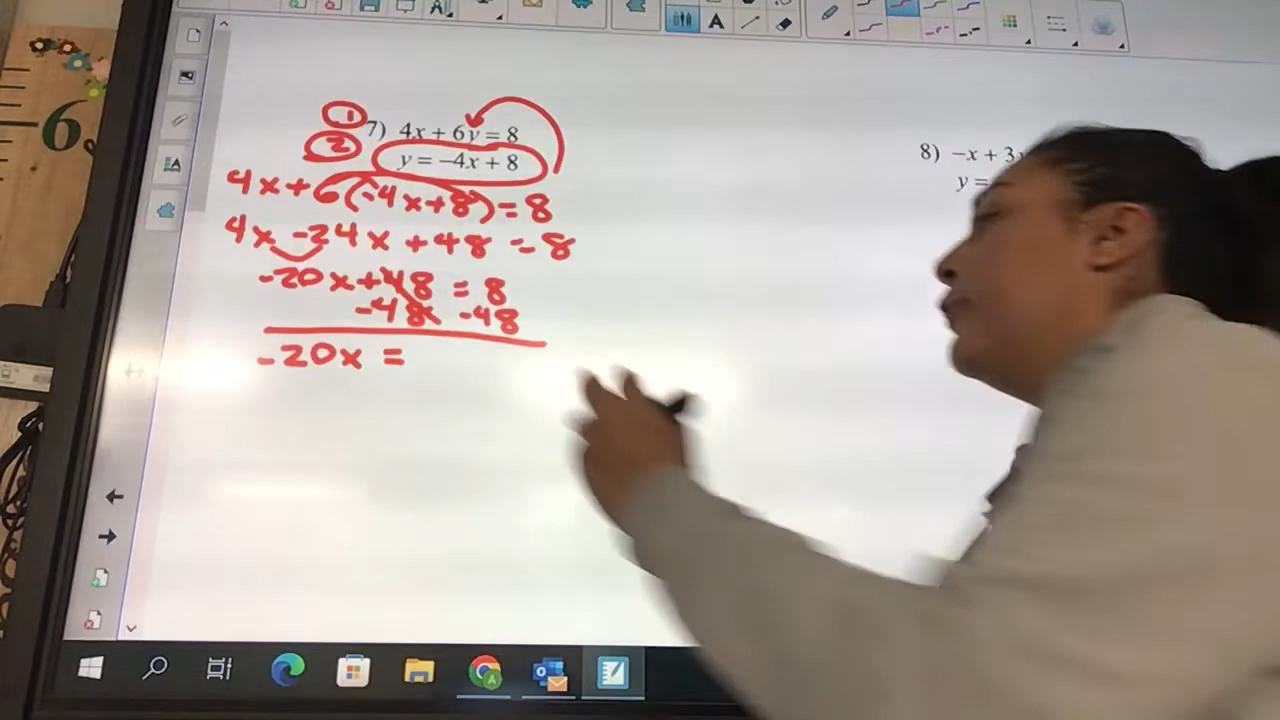 ① 7) 4x + 6y = 8
② y = -4x + 8
4x + 6(-4x+8) = 8
4x - 24x + 48 = 8
-20x + 48 = 8
-48 -48
-20x =
8) -x + 3
y =
6
A